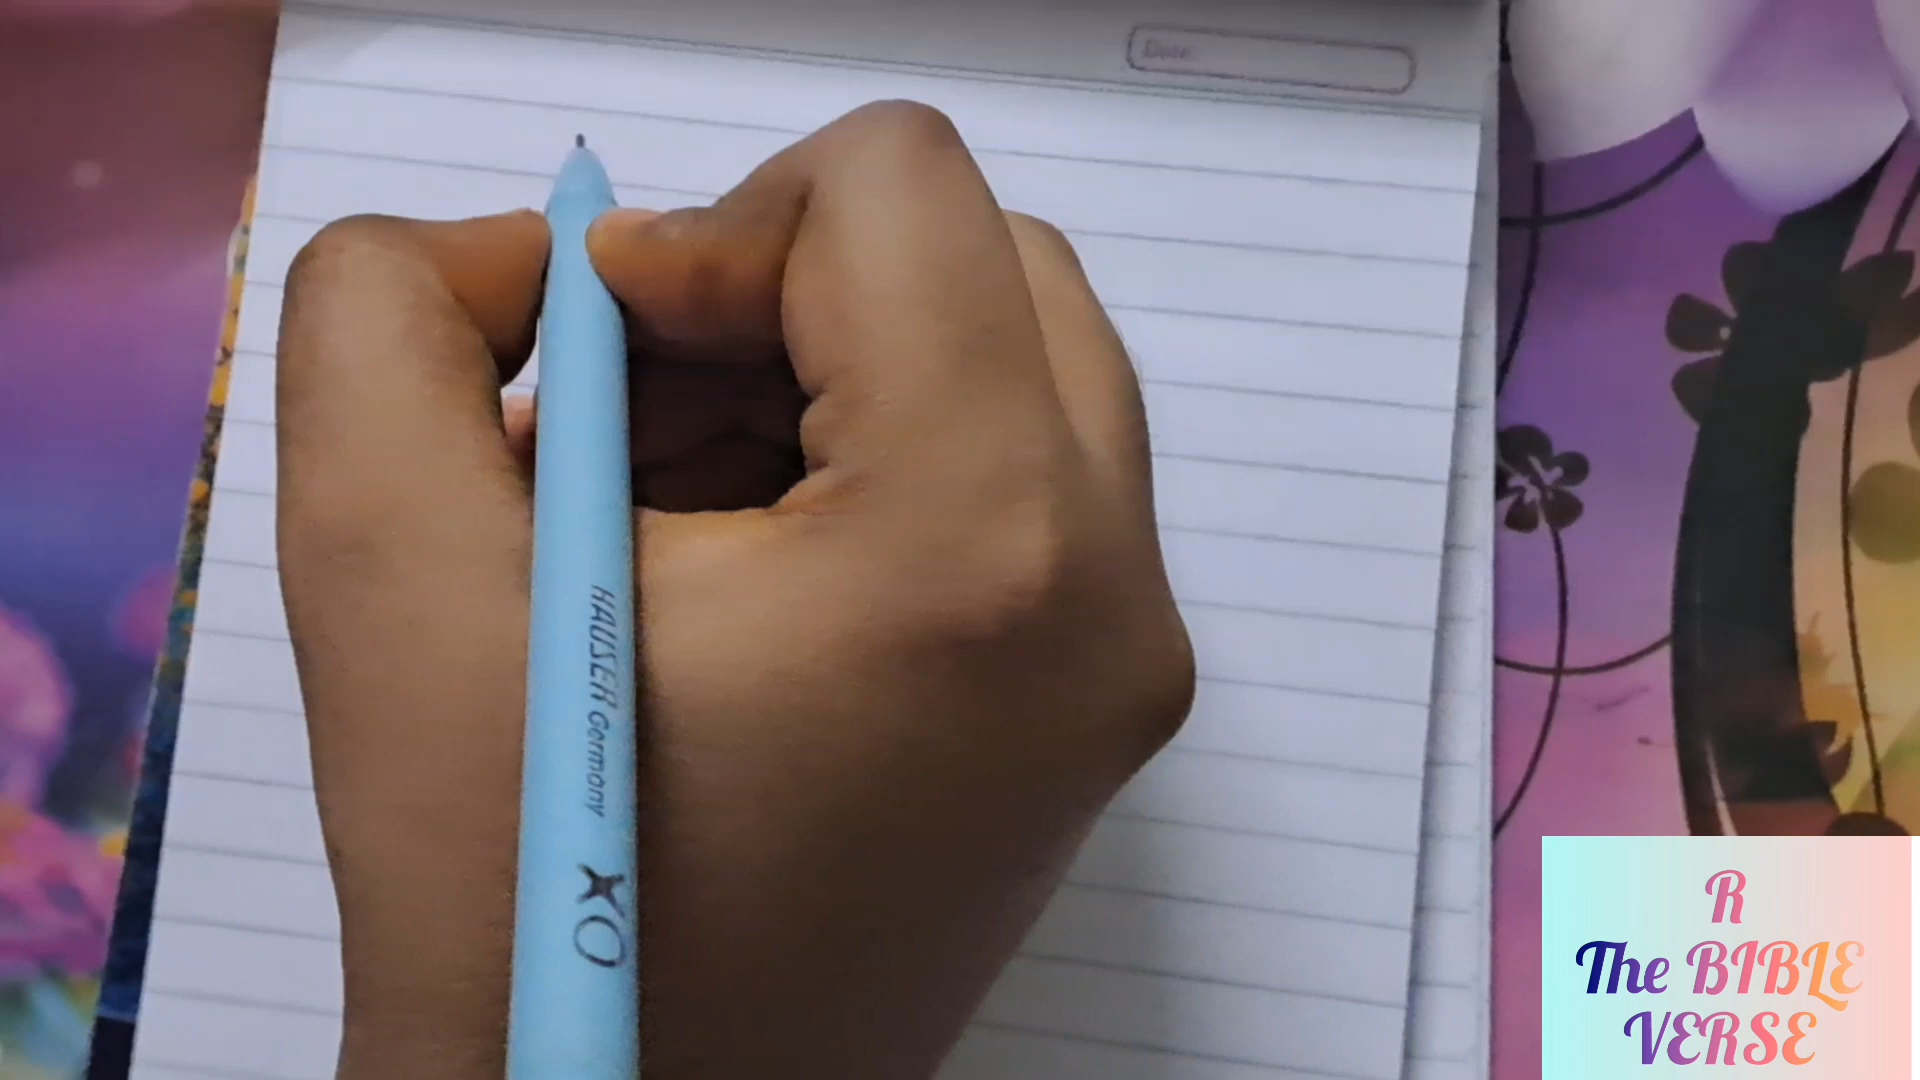 Date:
HAUSER Germany
XO
R
The BIBLE
VERSE